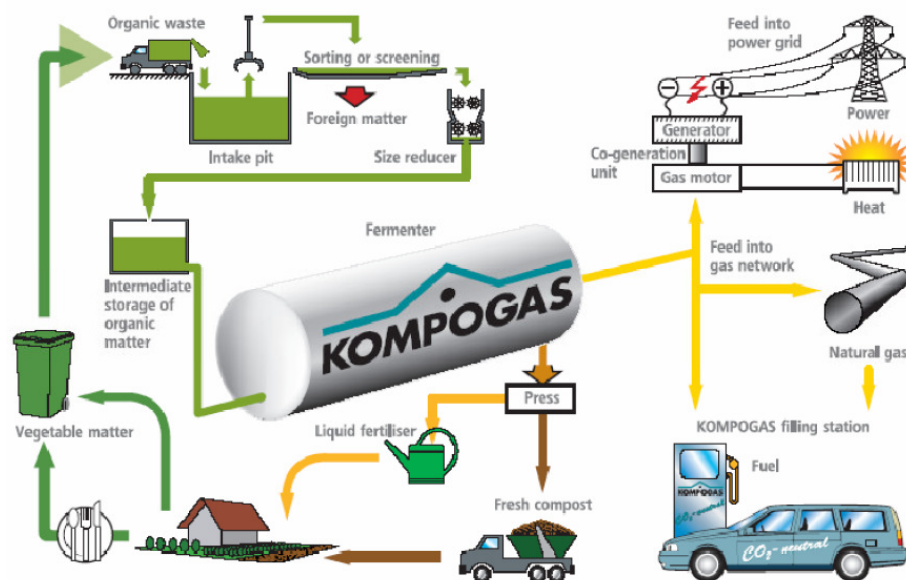 Organic waste
Sorting or screening
Foreign matter
Intake pit
Size reducer
Feed into
power grid
Power
Generator
Co-generation
unit
Gas motor
Heat
Fermenter
Feed into
gas network
Intermediate
storage of
organic
matter
KOMPOGAS
Natural gas
Press
Vegetable matter
Liquid fertiliser
KOMPOGAS filling station
Fuel
KOMPOGAS
CO2-neutral
Fresh compost
CO2-neutral